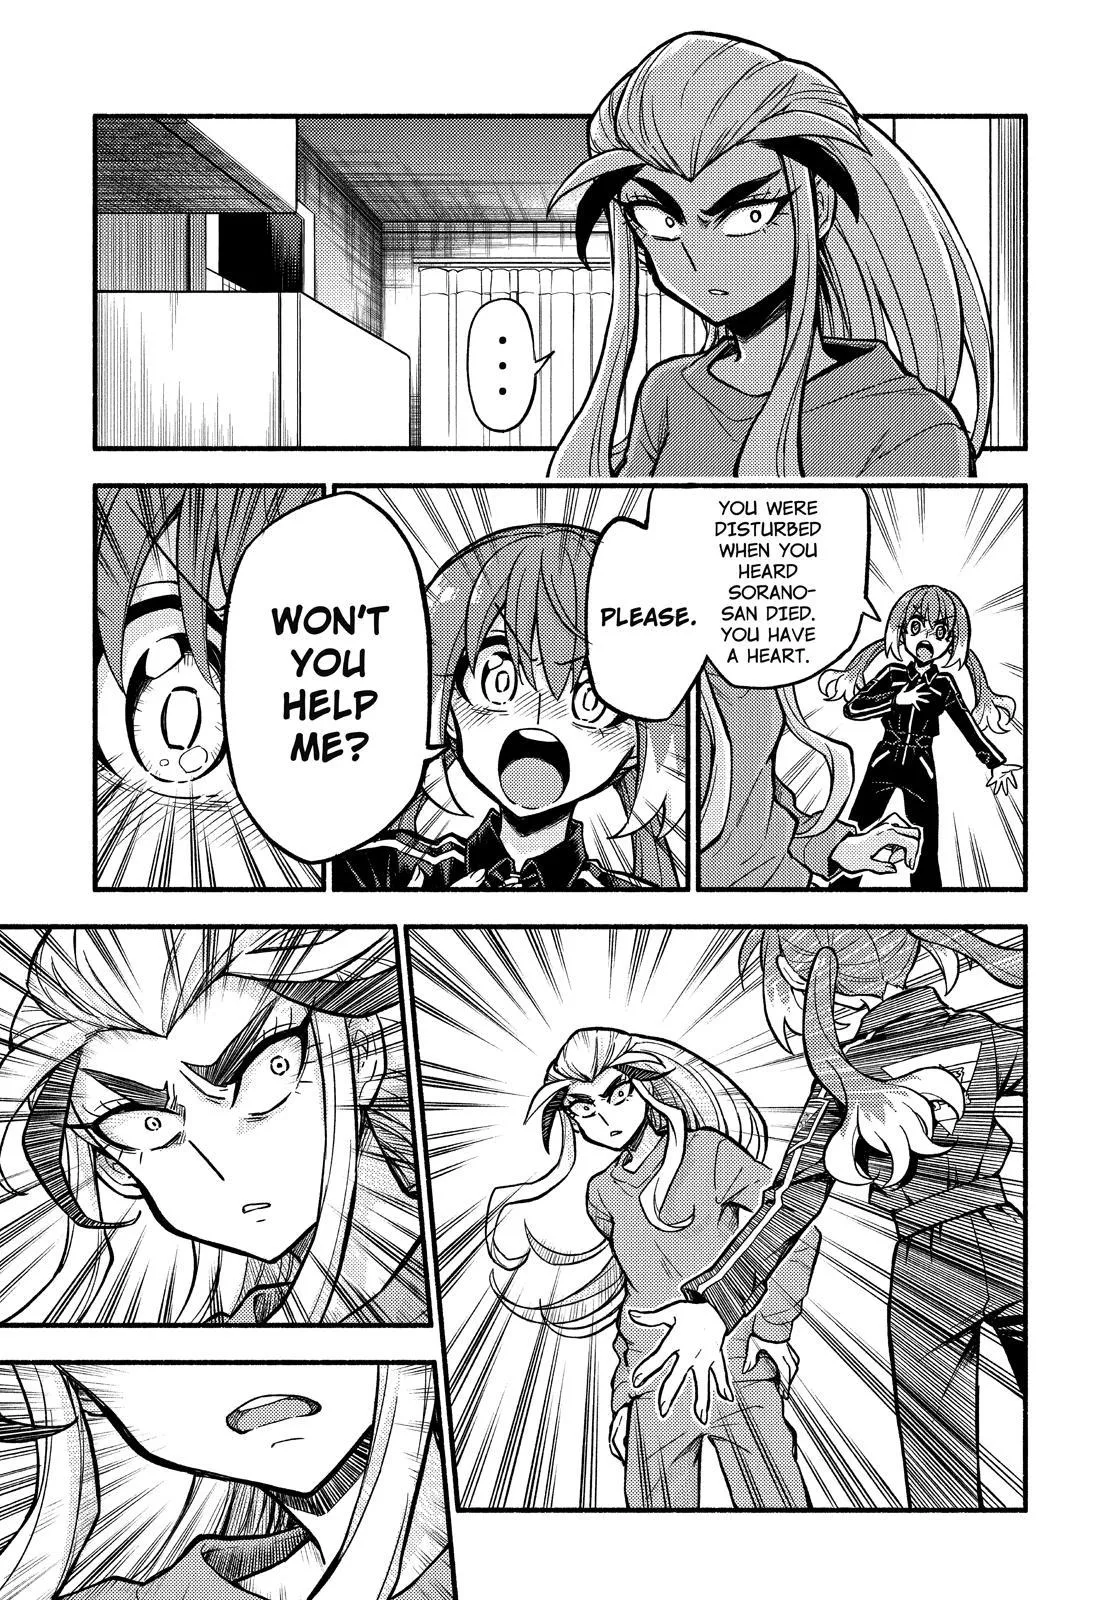 YOU WERE
DISTURBED
WHEN YOU
HEARD
SORANO-
SAN DIED.
YOU HAVE
A HEART.
PLEASE.
WON'T
YOU
HELP
ME?